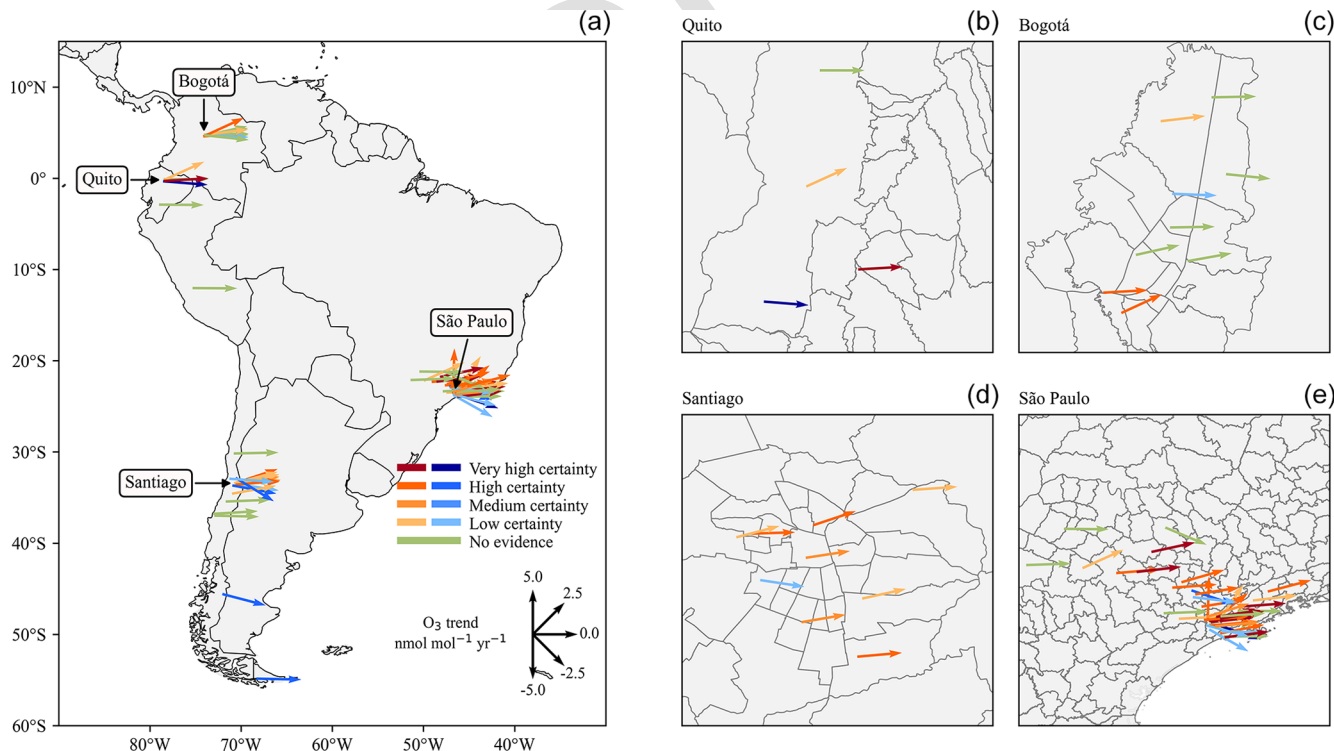 (a)
Bogotá
Quito
São Paulo
Santiago
10°N
0°
10°S
20°S
30°S
40°S
50°S
60°S
80°W
70°W
60°W
50°W
40°W
Very high certainty
High certainty
Medium certainty
Low certainty
No evidence
O₃ trend
nmol mol⁻¹ yr⁻¹
5.0
2.5
0.0
-2.5
-5.0
Quito
(b)
Bogotá
(c)
Santiago
(d)
São Paulo
(e)